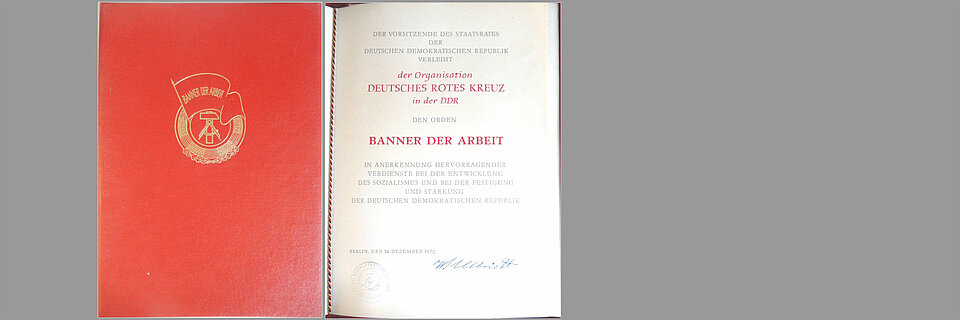 BANNER DER ARBEIT
DER VORSITZENDE DES STAATSRATES
DER
DEUTSCHEN DEMOKRATISCHEN REPUBLIK
VERLEIHT
der Organisation
DEUTSCHES ROTES KREUZ
in der DDR
DEN ORDEN
BANNER DER ARBEIT
IN ANERKENNUNG HERVORRAGENDER
VERDIENSTE BEI DER ENTWICKLUNG
DES SOZIALISMUS UND BEI DER FESTIGUNG
UND STÄRKUNG
DER DEUTSCHEN DEMOKRATISCHEN REPUBLIK
BERLIN, DEN DEZEMBER
W. Ulbricht